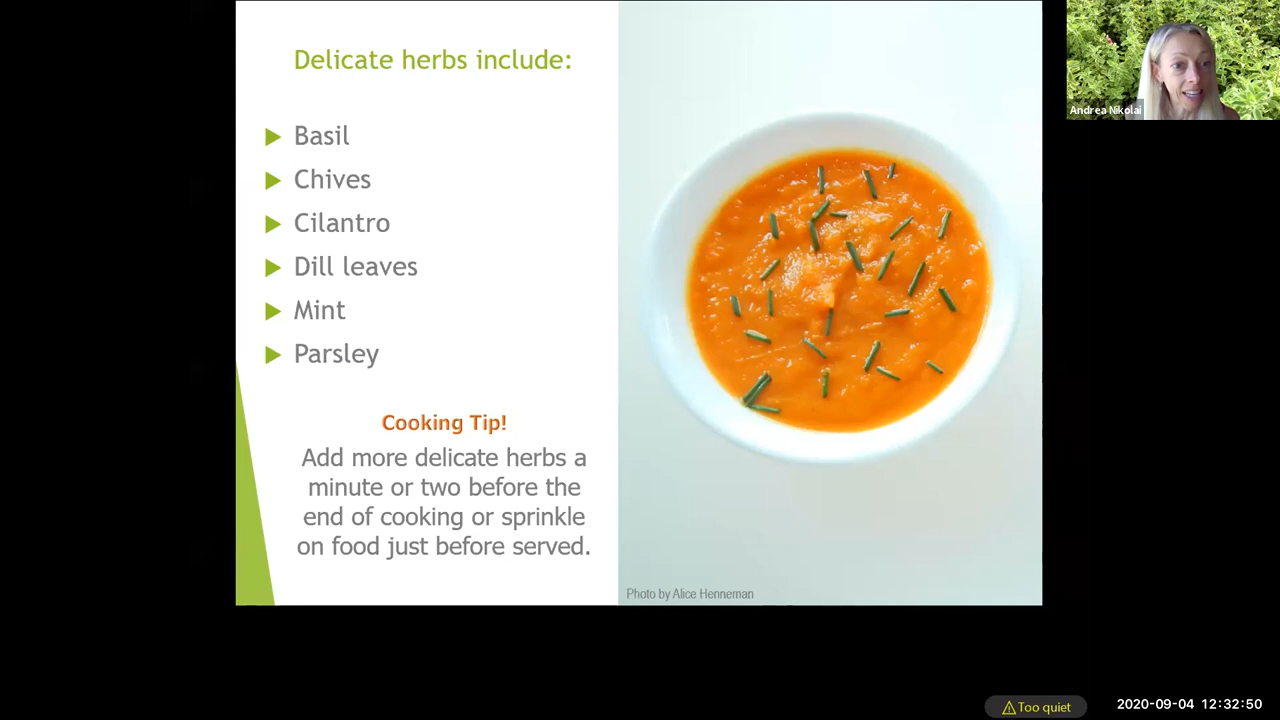 Delicate herbs include:
Basil
Chives
Cilantro
Dill leaves
Mint
Parsley
Cooking Tip!
Add more delicate herbs a
minute or two before the
end of cooking or sprinkle
on food just before served.
Photo by Alice Henneman
Andrea Nikolai
Too quiet
2020-09-04 12:32:50